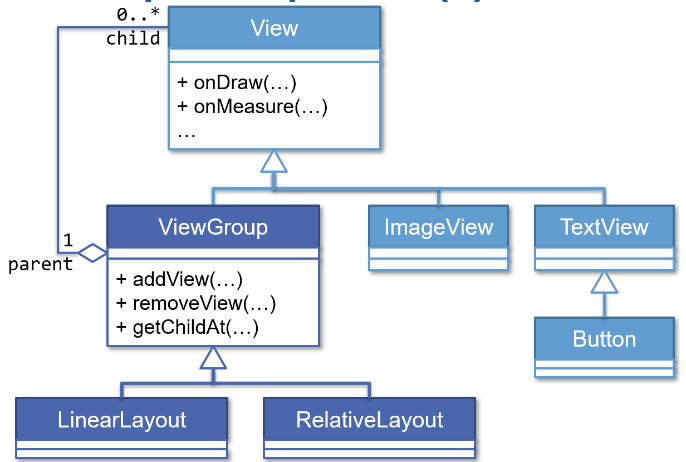 0..*
child
View
+ onDraw(…)
+ onMeasure(…)
…
1
parent
ViewGroup
+ addView(…)
+ removeView(…)
+ getChildAt(…)
ImageView
TextView
Button
LinearLayout
RelativeLayout